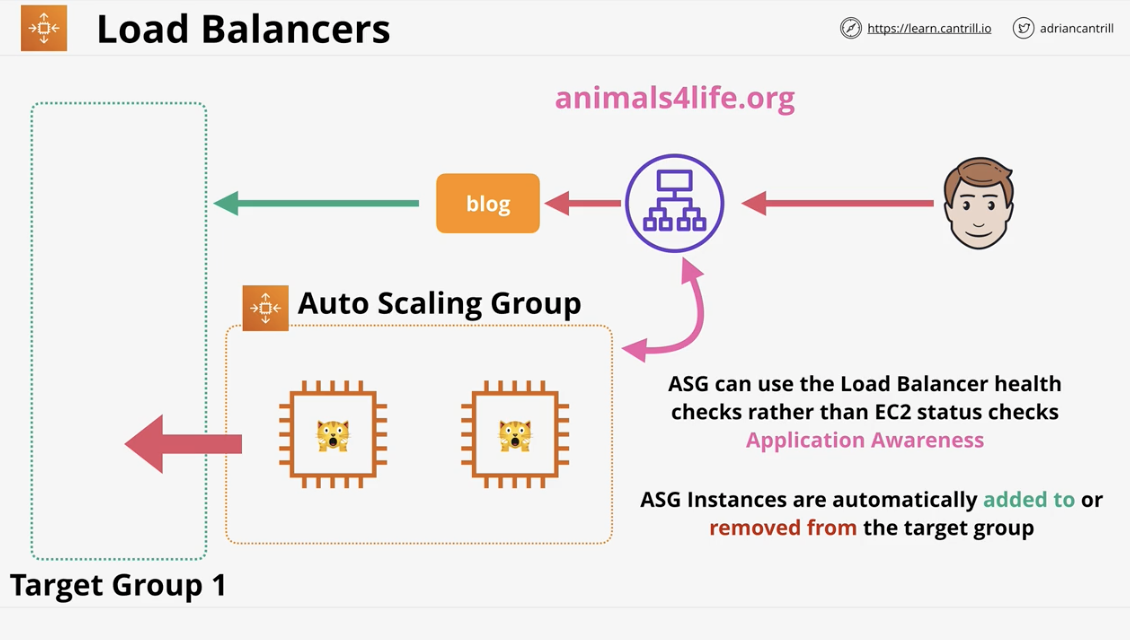 Load Balancers
https://learn.cantrill.io
adriancantrill
animals4life.org
blog
Auto Scaling Group
ASG can use the Load Balancer health
checks rather than EC2 status checks
Application Awareness
ASG Instances are automatically added to or
removed from the target group
Target Group 1